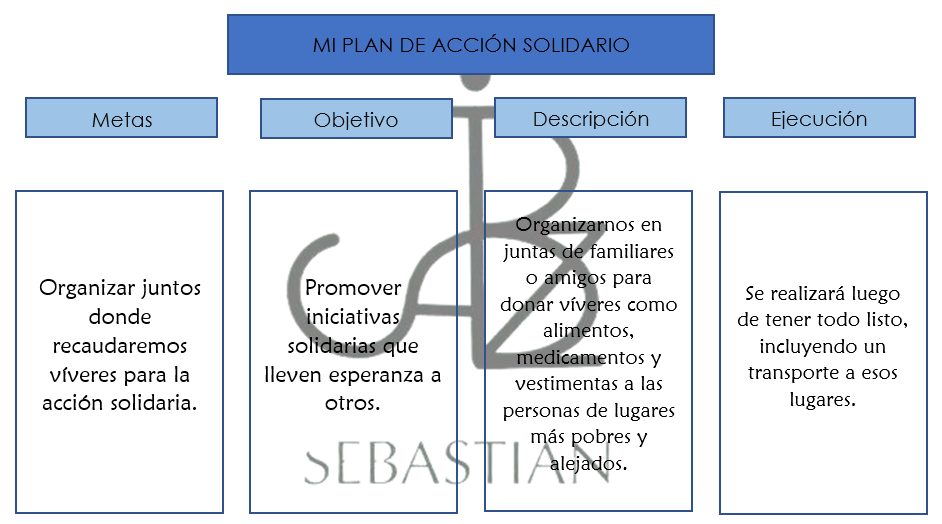 MI PLAN DE ACCIÓN SOLIDARIO
Metas
Objetivo
Descripción
Ejecución
Organizar juntos
donde
recaudaremos
víveres para la
acción solidaria.
Promover
iniciativas
solidarias que
lleven esperanza a
otros.
Organizarnos en
juntas de familiares
o amigos para
donar víveres como
alimentos,
medicamentos y
vestimentas a las
personas de lugares
más pobres y
alejados.
Se realizará luego
de tener todo listo,
incluyendo un
transporte a esos
lugares.
SEBASTIAN